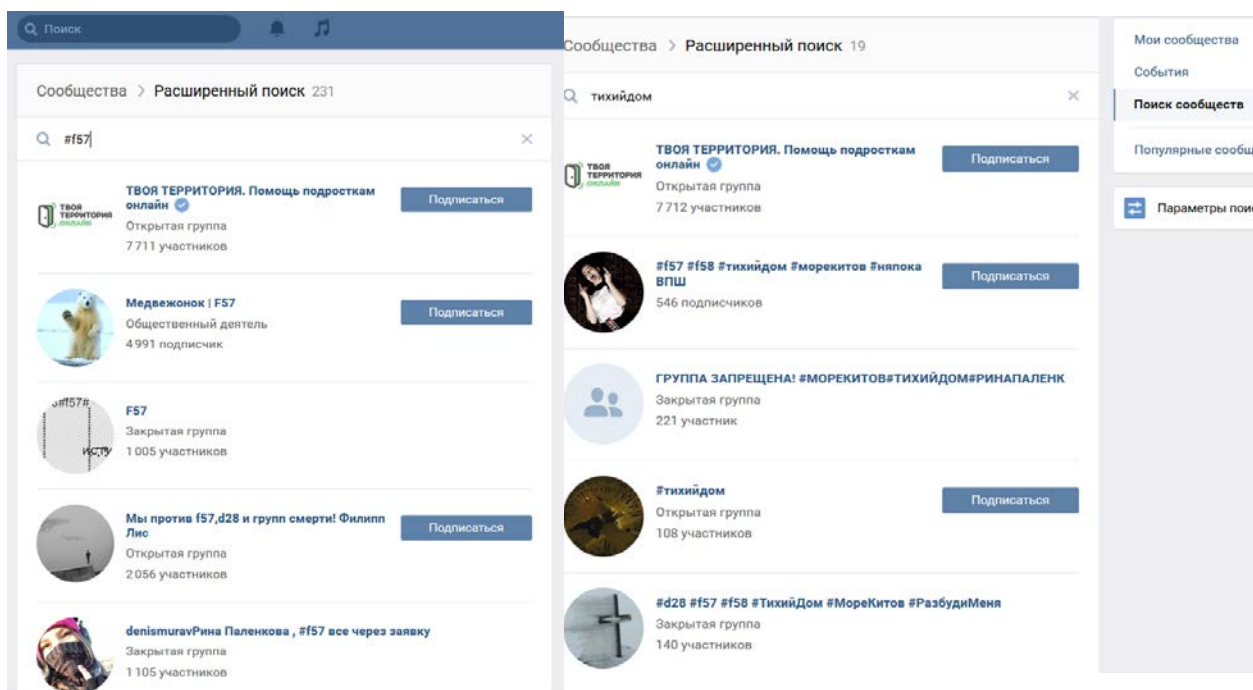 Поиск
Сообщества > Расширенный поиск 231
#f57
ТВОЯ ТЕРРИТОРИЯ ОНЛАЙН
ТВОЯ ТЕРРИТОРИЯ. Помощь подросткам
онлайн
Открытая группа
7 711 участников
Подписаться
Медвежонок | F57
Общественный деятель
4 991 подписчик
Подписаться
F57
Закрытая группа
1 005 участников
Мы против f57,d28 и групп смерти! Филипп
Лис
Открытая группа
2 056 участников
Подписаться
denismuravРина Паленкова , #f57 все через заявку
Закрытая группа
1 105 участников
Сообщества > Расширенный поиск 19
тихийдом
ТВОЯ ТЕРРИТОРИЯ ОНЛАЙН
ТВОЯ ТЕРРИТОРИЯ. Помощь подросткам
онлайн
Открытая группа
7 712 участников
Подписаться
#f57 #f58 #тихийдом #морекитов #няпока
ВПШ
546 подписчиков
Подписаться
ГРУППА ЗАПРЕЩЕНА! #МОРЕКИТОВ#ТИХИЙДОМ#РИНАПАЛЕНК
Закрытая группа
221 участник
#тихийдом
Открытая группа
108 участников
Подписаться
#d28 #f57 #f58 #ТихийДом #МореКитов #РазбудиМеня
Закрытая группа
140 участников
Мои сообщества
События
Поиск сообществ
Популярные сообщ
Параметры пои